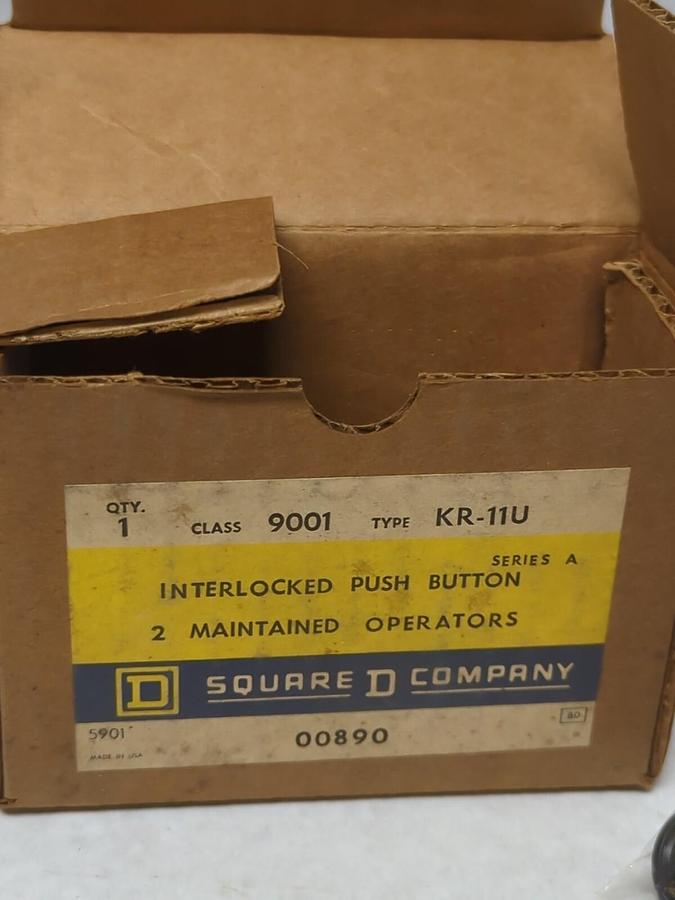 QTY. 1 CLASS 9001 TYPE KR-11U
SERIES A
INTERLOCKED PUSH BUTTON
2 MAINTAINED OPERATORS
D SQUARE D COMPANY
5901
MADE IN USA
00890
BD